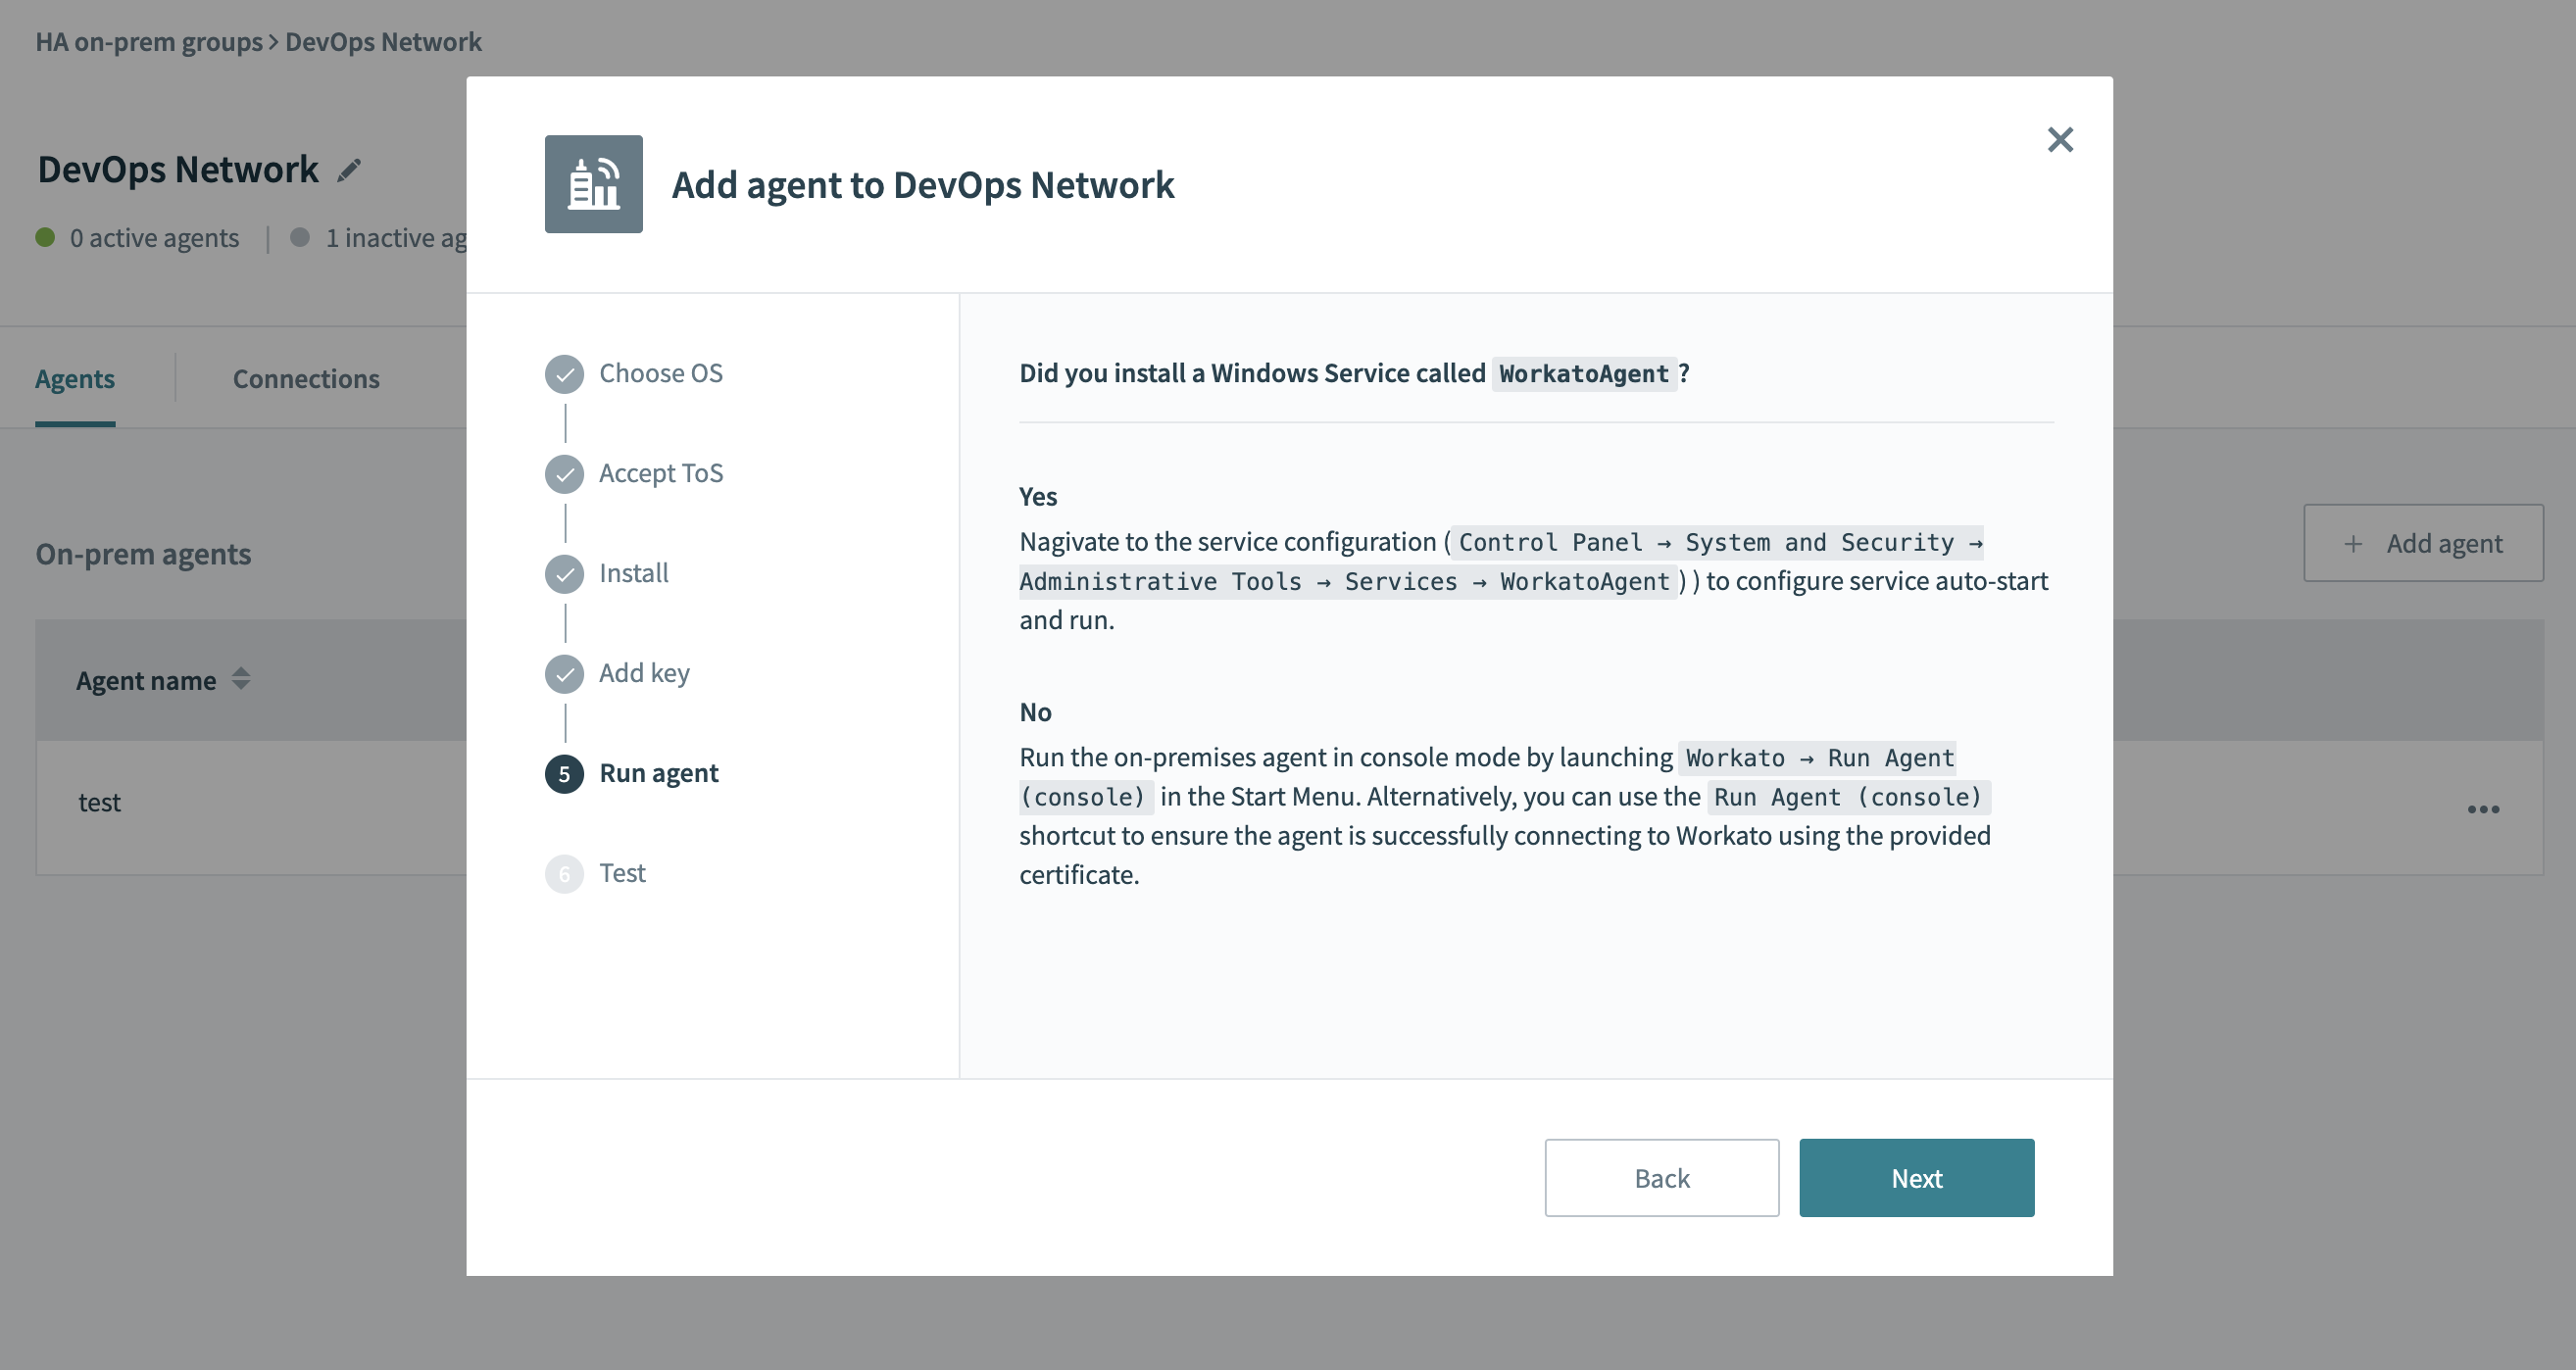 HA on-prem groups > DevOps Network
DevOps Network
0 active agents | 1 inactive ag
Agents
Connections
On-prem agents
+ Add agent
Agent name
test
Add agent to DevOps Network
Choose OS
Accept ToS
Install
Add key
5 Run agent
6 Test
Did you install a Windows Service called WorkatoAgent?
Yes
Nagivate to the service configuration ( Control Panel → System and Security →
Administrative Tools → Services → WorkatoAgent )) to configure service auto-start
and run.
No
Run the on-premises agent in console mode by launching Workato → Run Agent
(console) in the Start Menu. Alternatively, you can use the Run Agent (console)
shortcut to ensure the agent is successfully connecting to Workato using the provided
certificate.
Back
Next